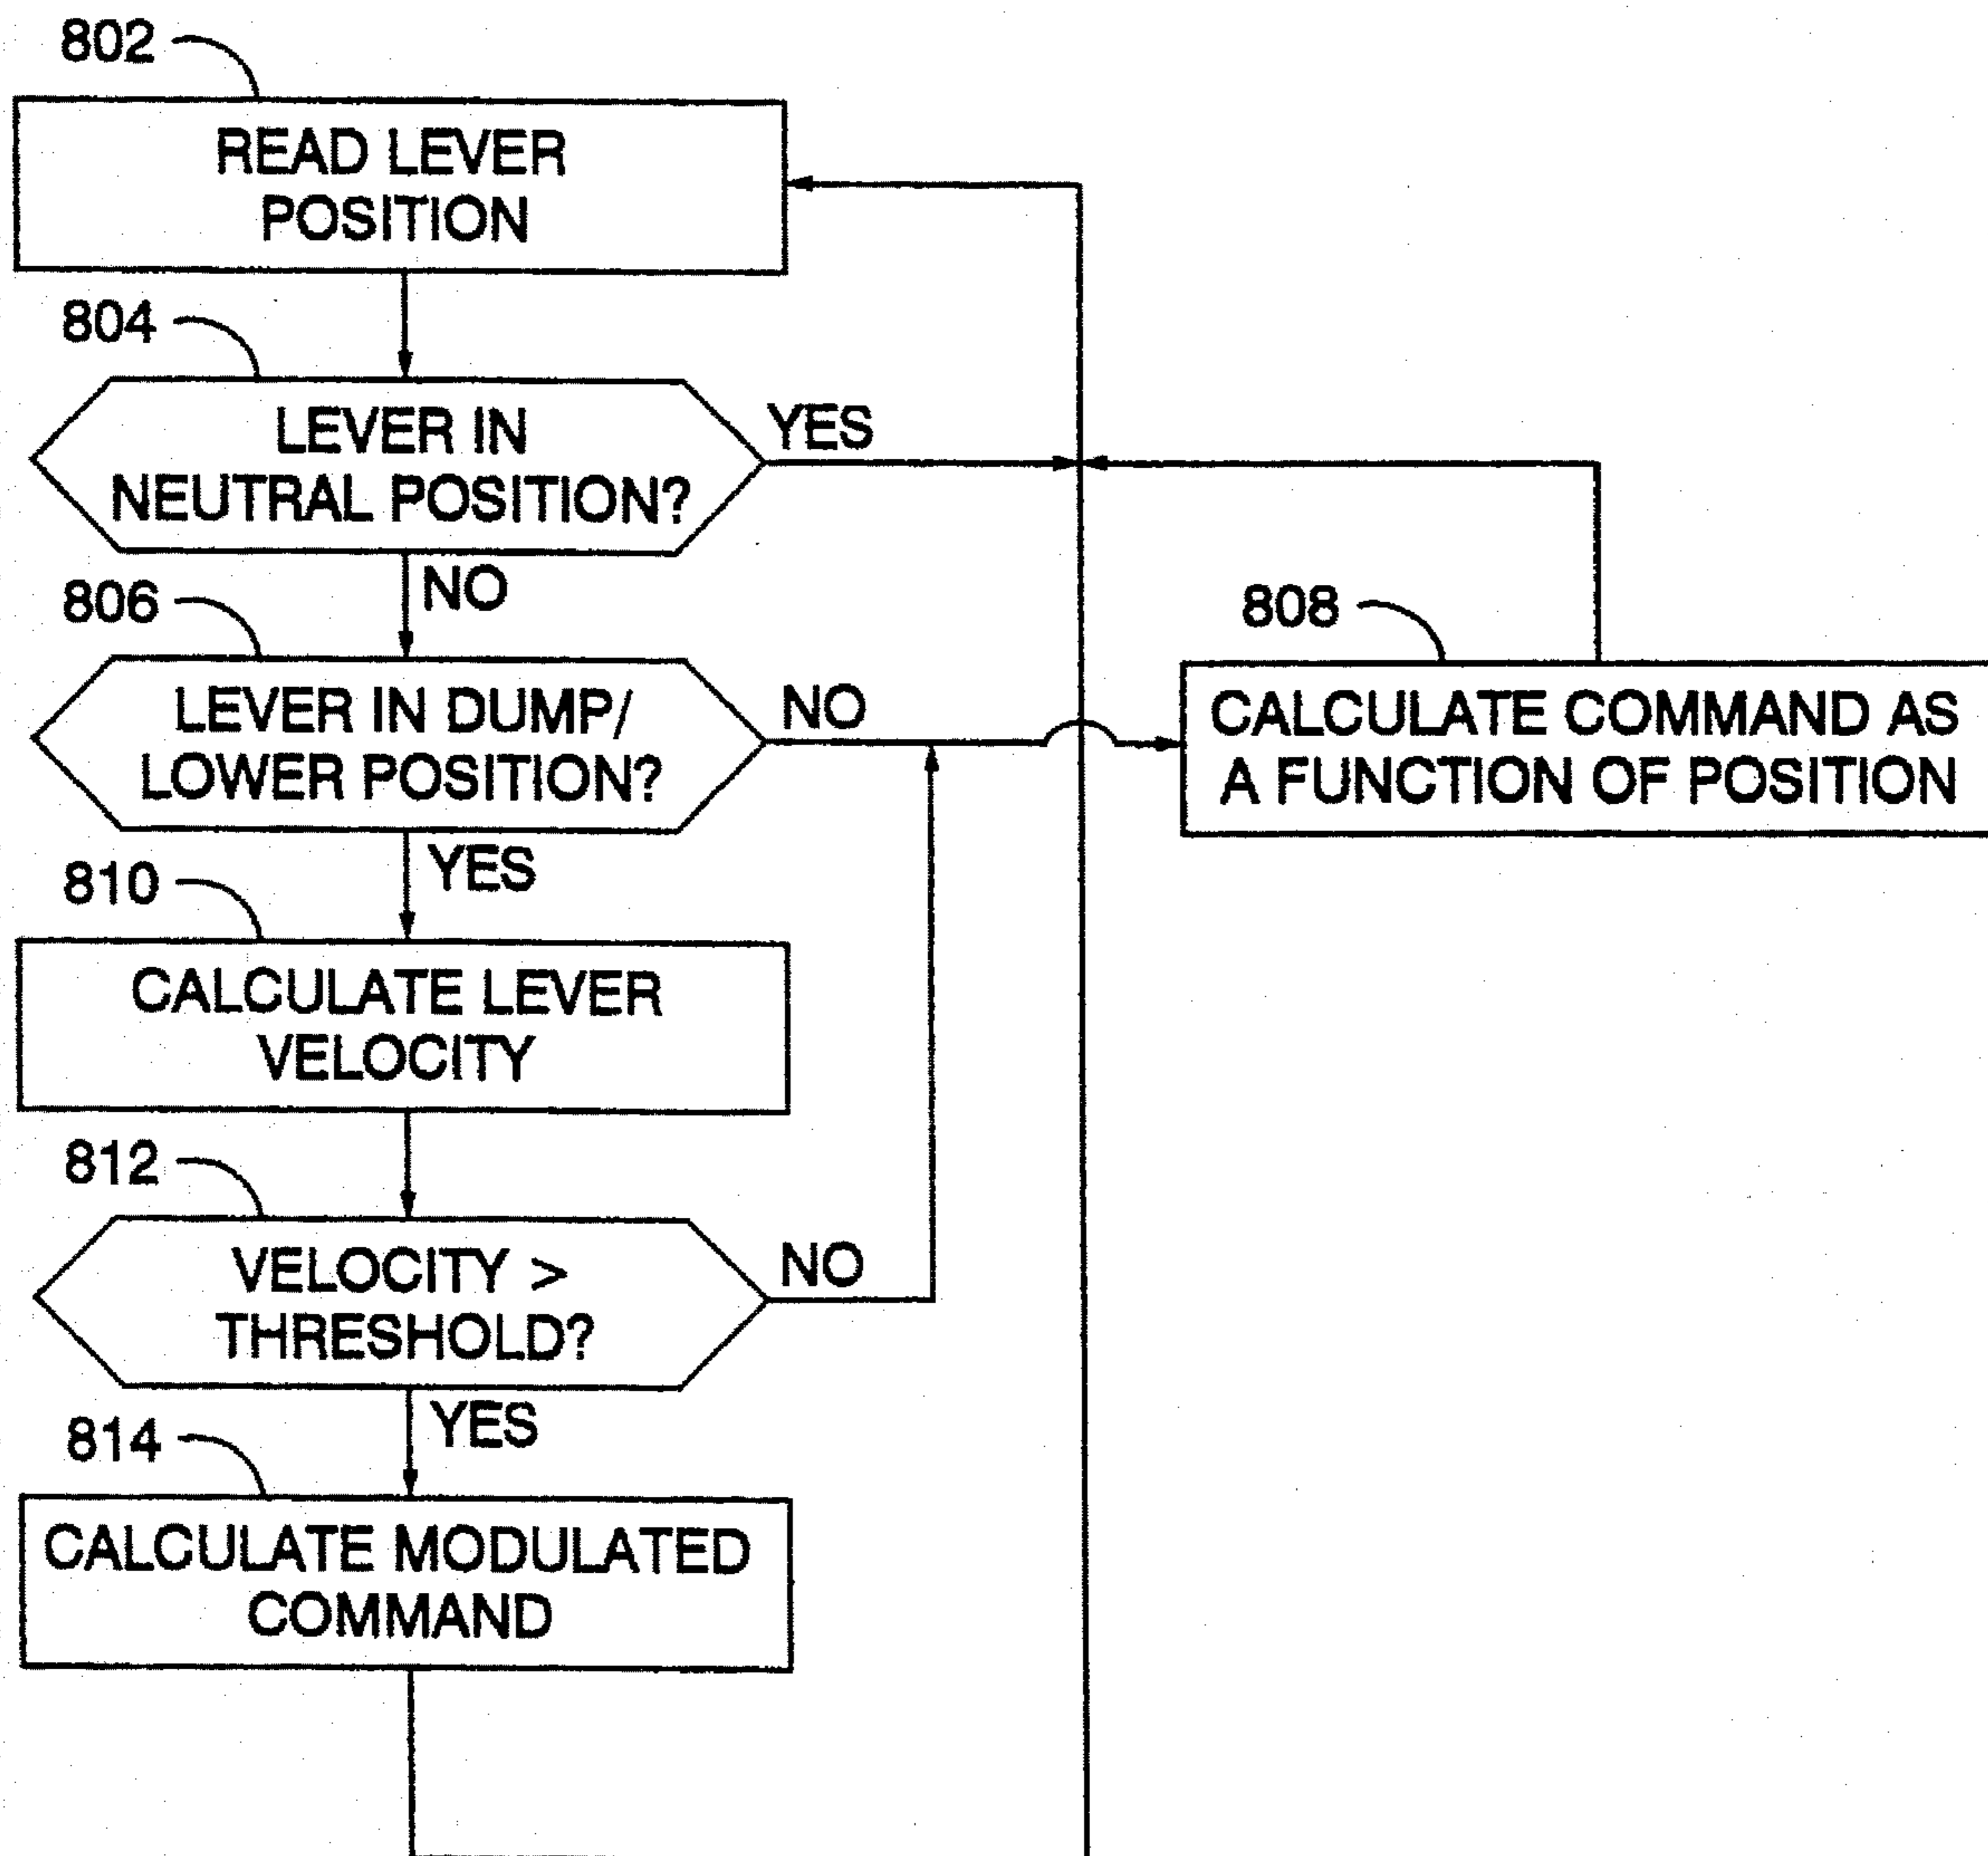 802
READ LEVER
POSITION
804
LEVER IN
NEUTRAL POSITION?
YES
NO
806
LEVER IN DUMP/
LOWER POSITION?
NO
YES
808
CALCULATE COMMAND AS
A FUNCTION OF POSITION
810
CALCULATE LEVER
VELOCITY
812
VELOCITY >
THRESHOLD?
NO
YES
814
CALCULATE MODULATED
COMMAND